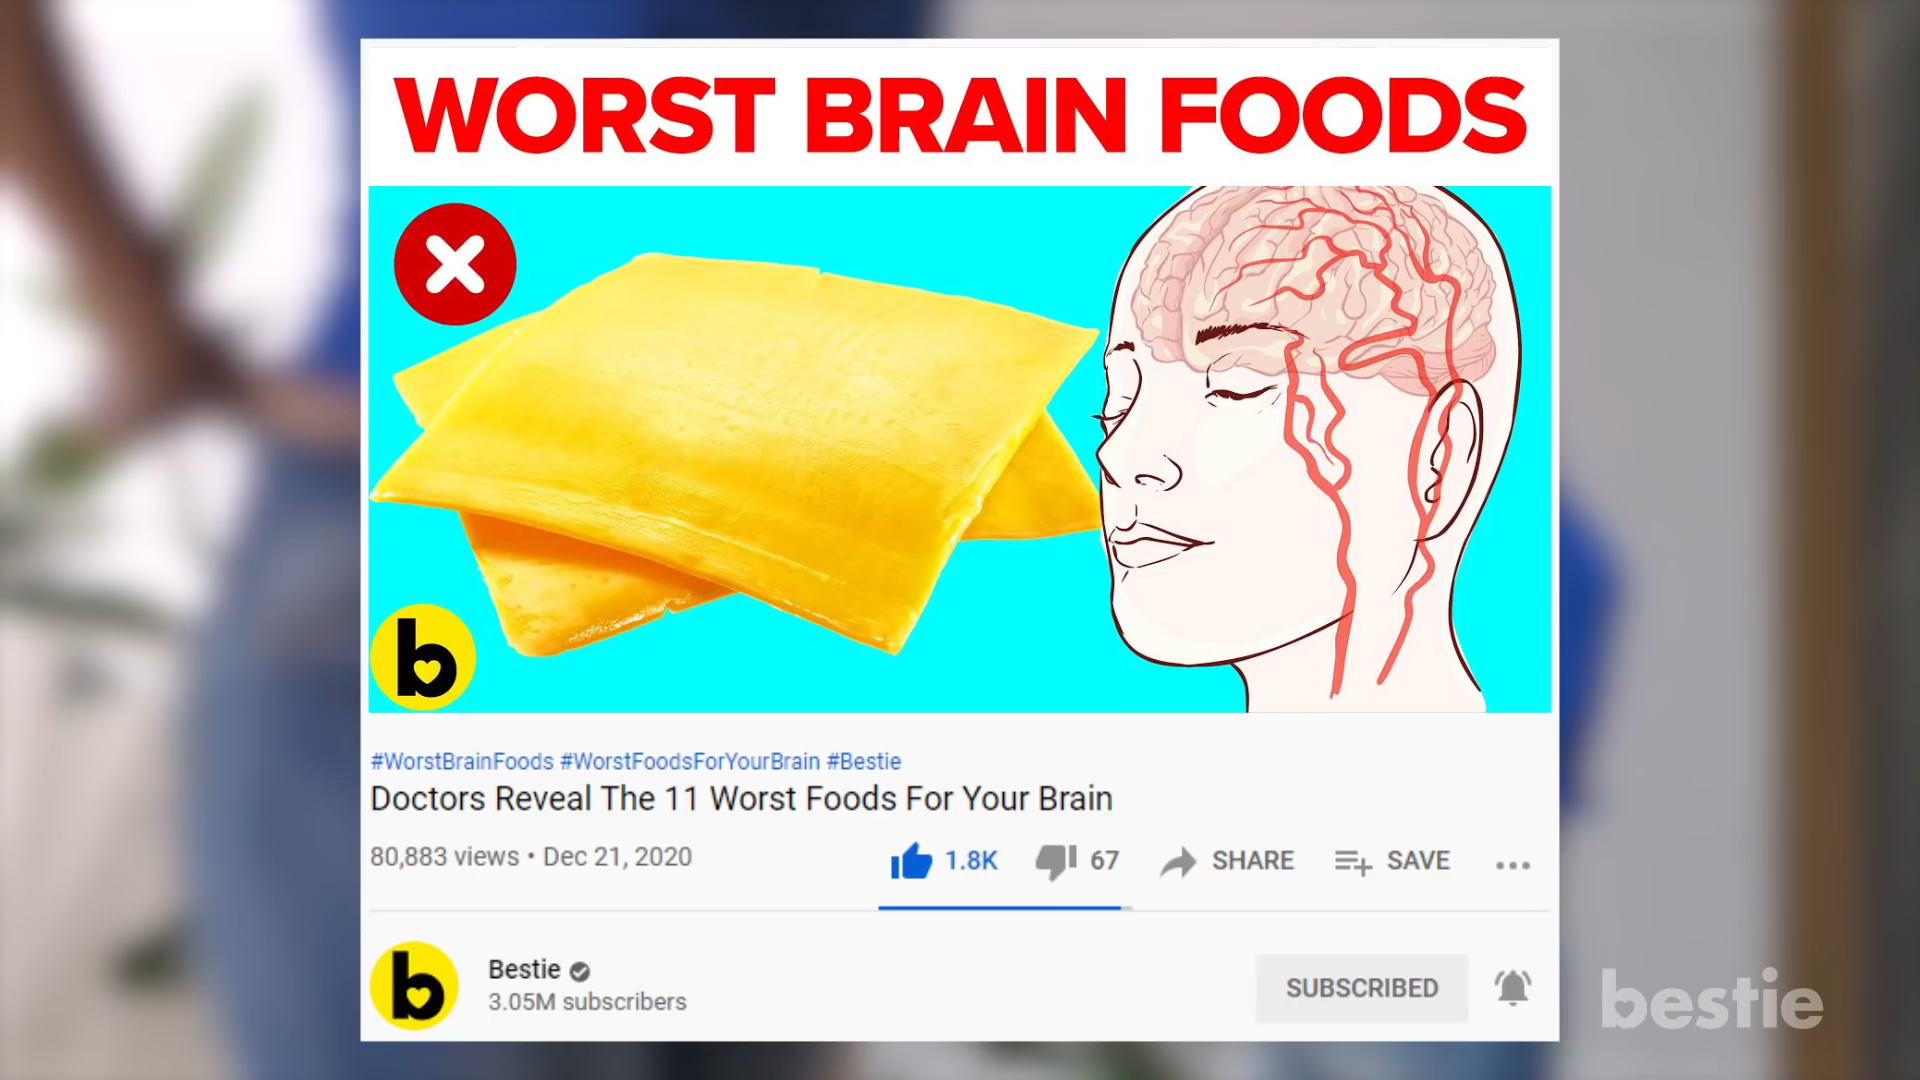 WORST BRAIN FOODS
b
#WorstBrainFoods #WorstFoodsForYourBrain #Bestie
Doctors Reveal The 11 Worst Foods For Your Brain
80,883 views • Dec 21, 2020
1.8K
67
SHARE
SAVE
b
Bestie
3.05M subscribers
SUBSCRIBED
bestie